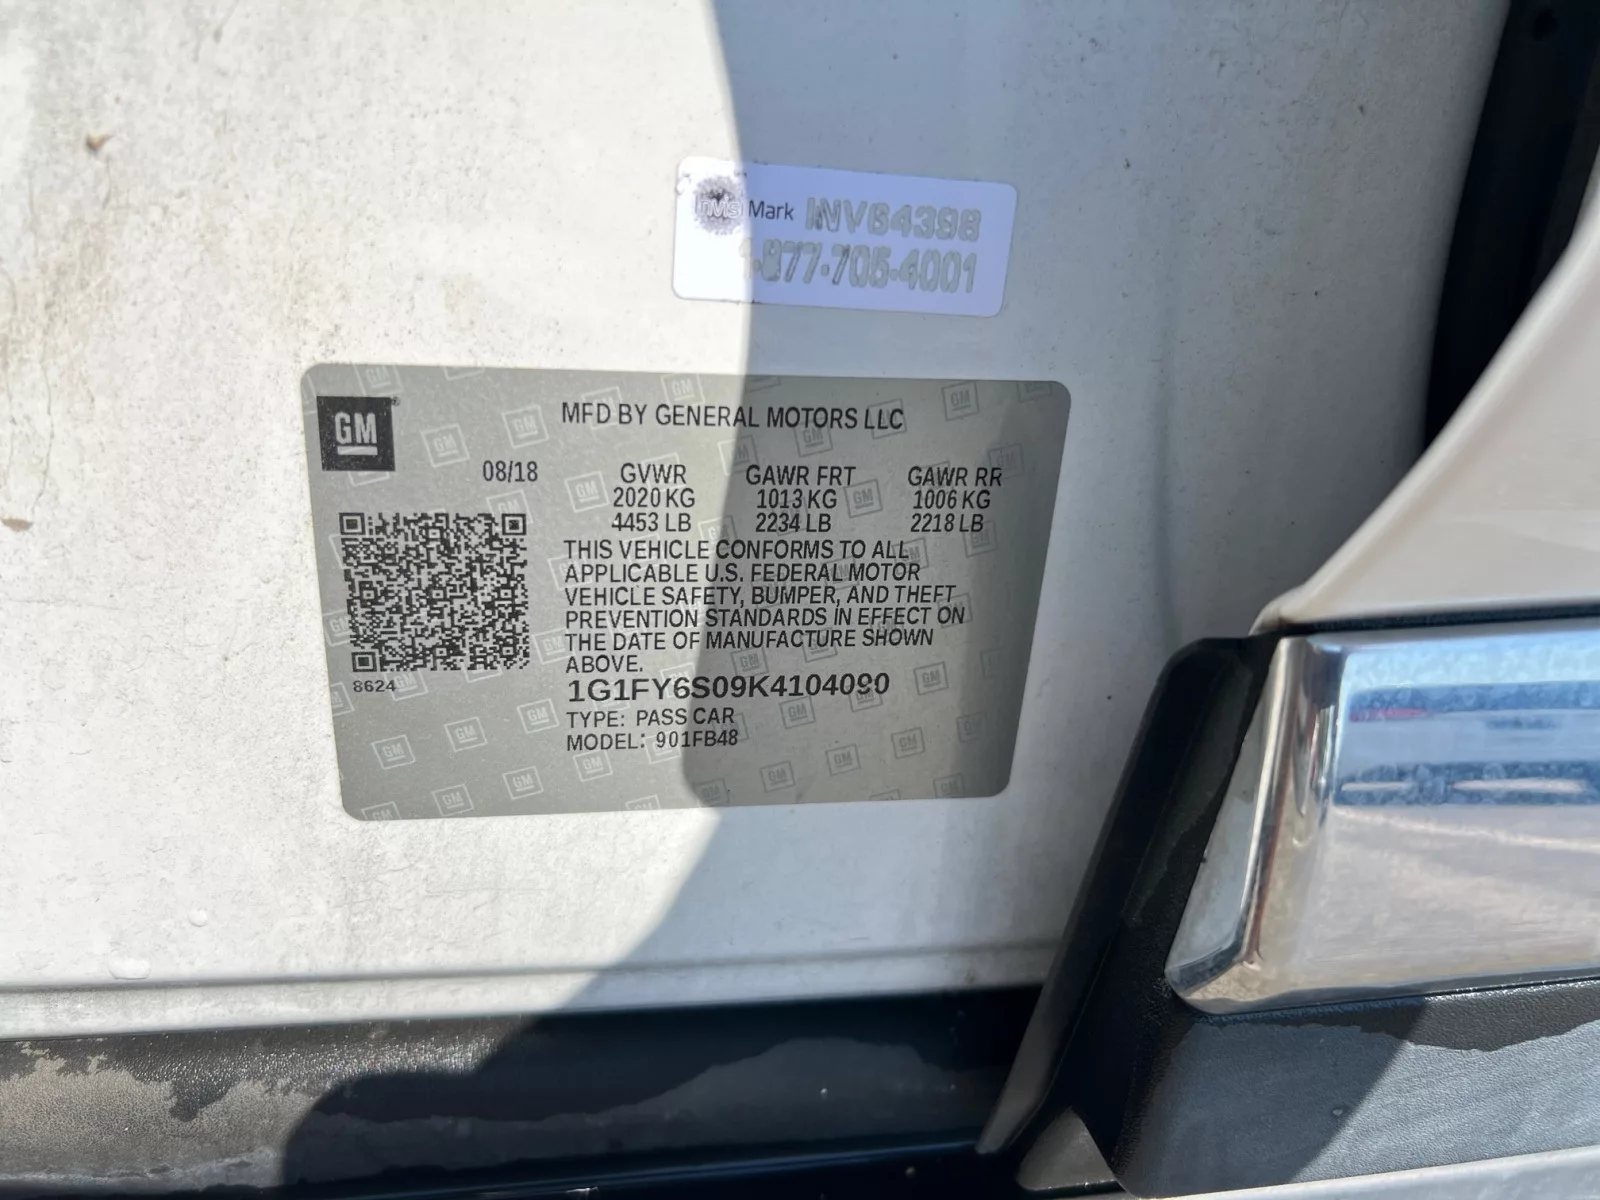 InvisiMark INV64398
1-877-705-4001
GM
MFD BY GENERAL MOTORS LLC
08/18 GVWR GAWR FRT GAWR RR
2020 KG 1013 KG 1006 KG
4453 LB 2234 LB 2218 LB
THIS VEHICLE CONFORMS TO ALL
APPLICABLE U.S. FEDERAL MOTOR
VEHICLE SAFETY, BUMPER, AND THEFT
PREVENTION STANDARDS IN EFFECT ON
THE DATE OF MANUFACTURE SHOWN
ABOVE.
8624
1G1FY6S09K4104090
TYPE: PASS CAR
MODEL: 901FB48